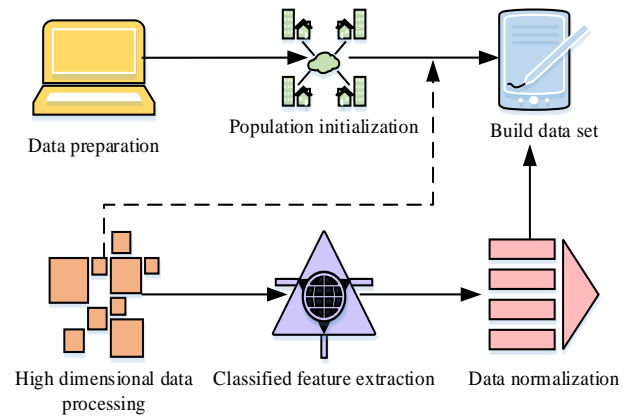 Data preparation
Population initialization
Build data set
High dimensional data
processing
Classified feature extraction
Data normalization